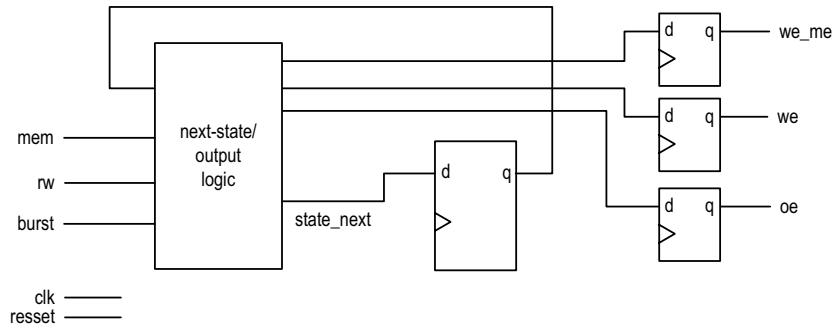 d q we_me
mem
next-state/
output
logic
d q we
rw
d q
burst
state_next
d q oe
clk
resset